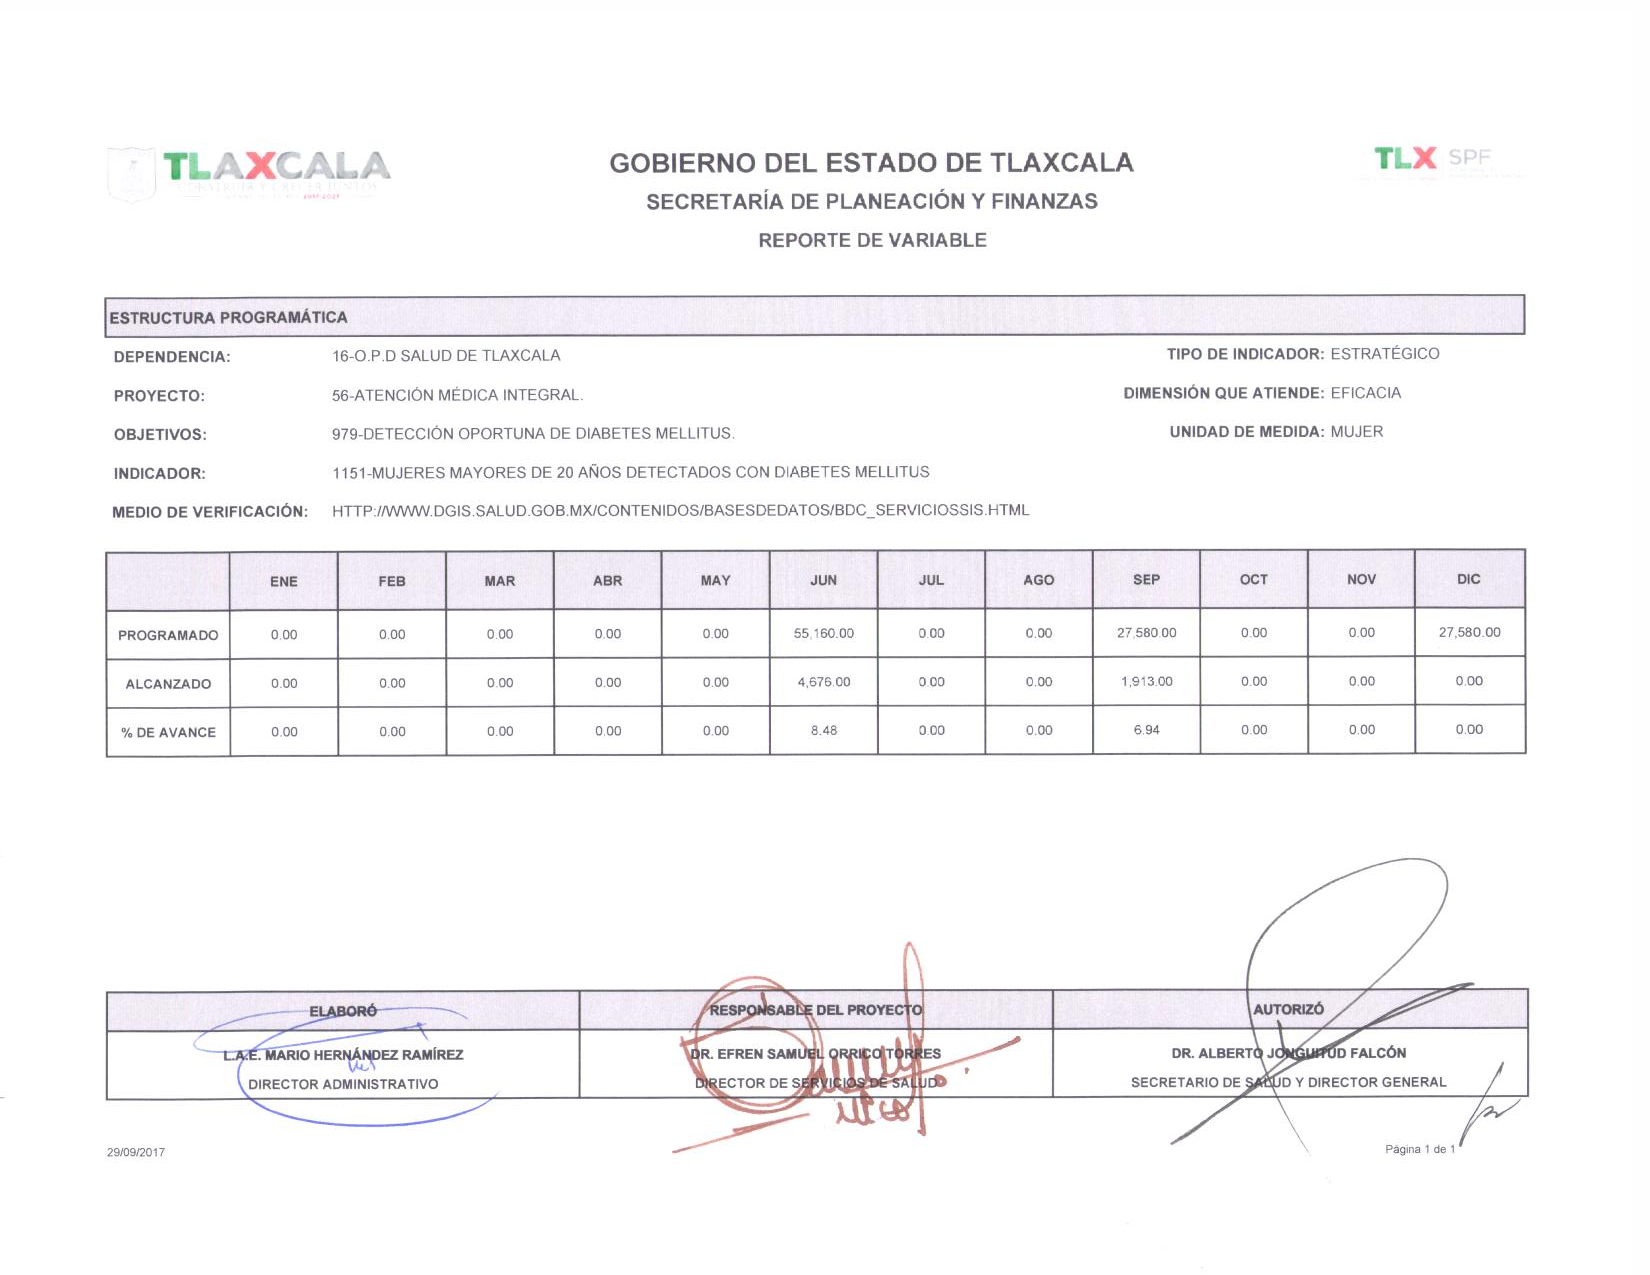 TLAXCALA
CONSTRUIR Y CRECER JUNTOS
GOBIERNO DEL ESTADO DE TLAXCALA
SECRETARÍA DE PLANEACIÓN Y FINANZAS
REPORTE DE VARIABLE
TLX SPF
ESTRUCTURA PROGRAMÁTICA
DEPENDENCIA: 16-O.P.D SALUD DE TLAXCALA TIPO DE INDICADOR: ESTRATÉGICO
PROYECTO: 56-ATENCIÓN MÉDICA INTEGRAL. DIMENSIÓN QUE ATIENDE: EFICACIA
OBJETIVOS: 979-DETECCIÓN OPORTUNA DE DIABETES MELLITUS. UNIDAD DE MEDIDA: MUJER
INDICADOR: 1151-MUJERES MAYORES DE 20 AÑOS DETECTADOS CON DIABETES MELLITUS
MEDIO DE VERIFICACIÓN: HTTP://WWW.DGIS.SALUD.GOB.MX/CONTENIDOS/BASESDEDATOS/BDC_SERVICIOSSIS.HTML
ENE FEB MAR ABR MAY JUN JUL AGO SEP OCT NOV DIC
PROGRAMADO 0.00 0.00 0.00 0.00 0.00 55,160.00 0.00 0.00 27,580.00 0.00 0.00 27,580.00
ALCANZADO 0.00 0.00 0.00 0.00 0.00 4,676.00 0.00 0.00 1,913.00 0.00 0.00 0.00
% DE AVANCE 0.00 0.00 0.00 0.00 0.00 8.48 0.00 0.00 6.94 0.00 0.00 0.00
ELABORÓ RESPONSABLE DEL PROYECTO AUTORIZÓ
L.A.E. MARIO HERNÁNDEZ RAMÍREZ DR. EFREN SAMUEL ORRICO TORRES DR. ALBERTO JONGUITUD FALCÓN
DIRECTOR ADMINISTRATIVO DIRECTOR DE SERVICIOS DE SALUD SECRETARIO DE SALUD Y DIRECTOR GENERAL
29/09/2017 Página 1 de 1